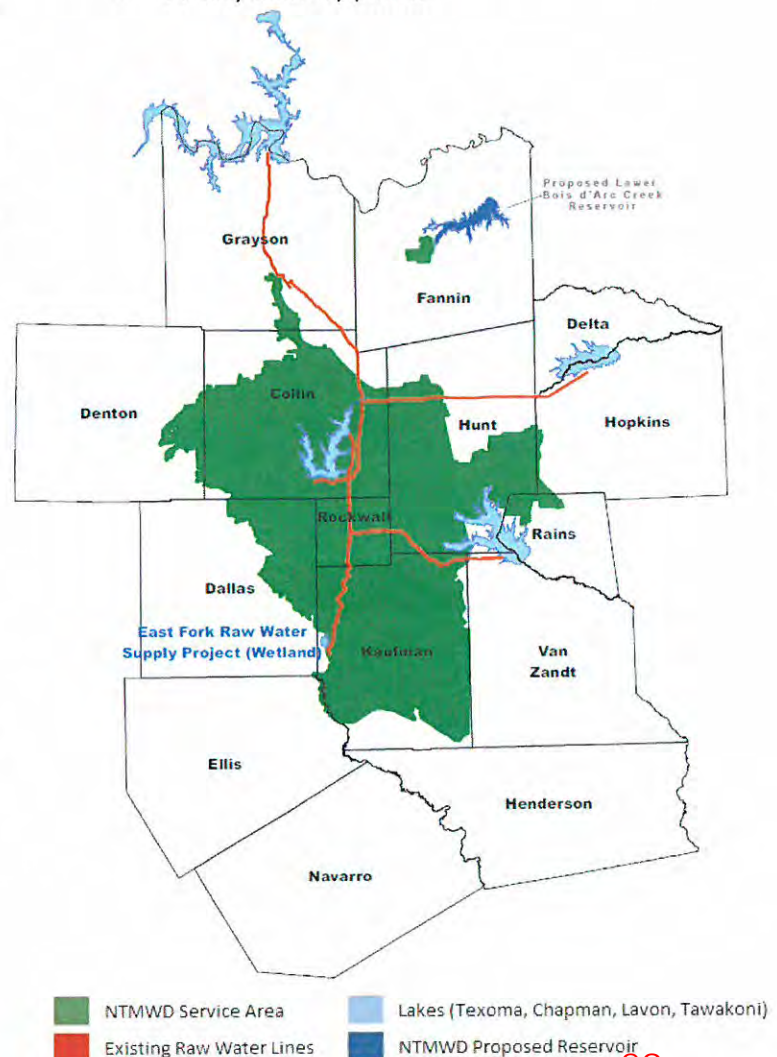 Proposed Lower
Bois d'Arc Creek
Reservoir
Grayson
Fannin
Delta
Denton
Collin
Hunt
Hopkins
Rockwall
Rains
Dallas
East Fork Raw Water
Supply Project (Wetland)
Kaufman
Van
Zandt
Ellis
Henderson
Navarro
NTMWD Service Area
Lakes (Texoma, Chapman, Lavon, Tawakoni)
Existing Raw Water Lines
NTMWD Proposed Reservoir